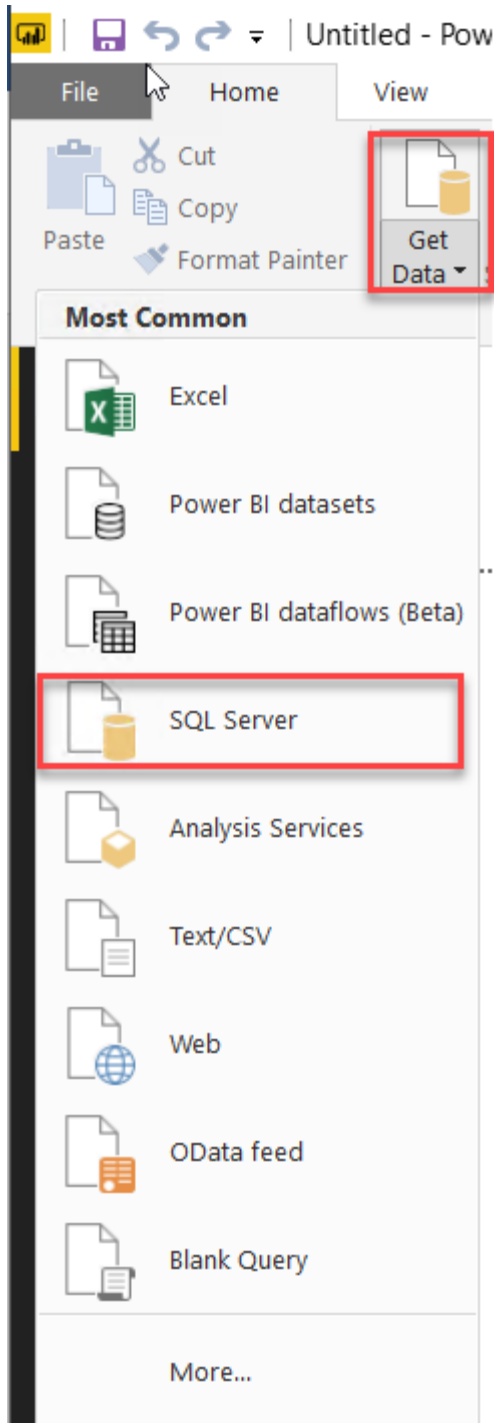 Untitled - Pow
File Home View
Cut
Copy
Paste
Format Painter
Get
Data
Most Common
Excel
Power BI datasets
Power BI dataflows (Beta)
SQL Server
Analysis Services
Text/CSV
Web
OData feed
Blank Query
More...